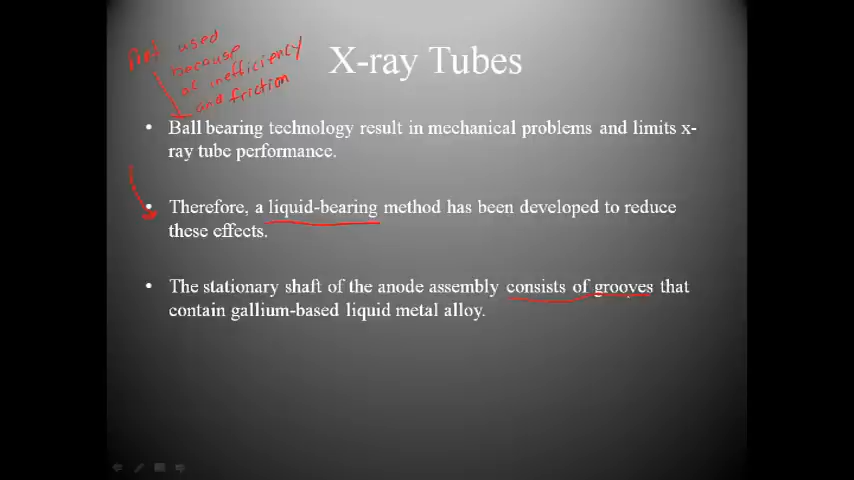 Not used
because
of inefficiency
and friction
X-ray Tubes
• Ball bearing technology result in mechanical problems and limits x-
ray tube performance.
• Therefore, a liquid-bearing method has been developed to reduce
these effects.
• The stationary shaft of the anode assembly consists of grooves that
contain gallium-based liquid metal alloy.